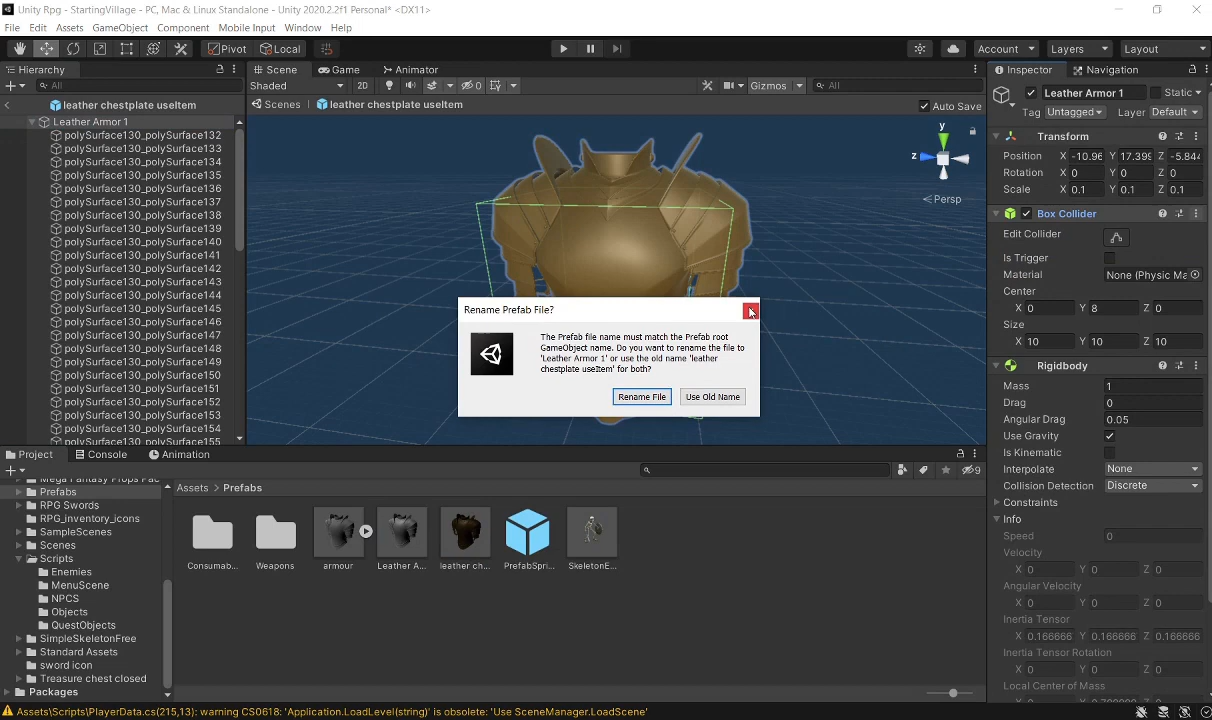 Unity Rpg - StartingVillage - PC, Mac & Linux Standalone - Unity 2020.2.2f1 Personal* <DX11>
File Edit Assets GameObject Component Mobile Input Window Help
Pivot Local Account Layers Layout
Hierarchy
All
leather chestplate useItem
Leather Armor 1
polySurface130_polySurface132
polySurface130_polySurface133
polySurface130_polySurface134
polySurface130_polySurface135
polySurface130_polySurface136
polySurface130_polySurface137
polySurface130_polySurface138
polySurface130_polySurface139
polySurface130_polySurface140
polySurface130_polySurface141
polySurface130_polySurface142
polySurface130_polySurface143
polySurface130_polySurface144
polySurface130_polySurface145
polySurface130_polySurface146
polySurface130_polySurface147
polySurface130_polySurface148
polySurface130_polySurface149
polySurface130_polySurface150
polySurface130_polySurface151
polySurface130_polySurface152
polySurface130_polySurface153
polySurface130_polySurface154
polySurface130_polySurface155
Scene Game Animator
Shaded 2D 0 Gizmos All
Scenes leather chestplate useItem Auto Save
y
z
Persp
Rename Prefab File?
The Prefab file name must match the Prefab root
GameObject name. Do you want to rename the file to
'Leather Armor 1' or use the old name 'leather
chestplate useItem' for both?
Rename File Use Old Name
Inspector Navigation
Leather Armor 1 Static
Tag Untagged Layer Default
Transform
Position X -10.96 Y 17.399 Z -5.844
Rotation X 0 Y 0 Z 0
Scale X 0.1 Y 0.1 Z 0.1
Box Collider
Edit Collider
Is Trigger
Material None (Physic Ma
Center
X 0 Y 8 Z 0
Size
X 10 Y 10 Z 10
Rigidbody
Mass 1
Drag 0
Angular Drag 0.05
Use Gravity
Is Kinematic
Interpolate None
Collision Detection Discrete
Constraints
Info
Speed 0
Velocity
X 0 Y 0 Z 0
Angular Velocity
X 0 Y 0 Z 0
Inertia Tensor
X 0.166666 Y 0.166666 Z 0.166666
Inertia Tensor Rotation
X 0 Y 0 Z 0
Local Center of Mass
Project Console Animation
9
Mega Fantasy Props Pac
Prefabs
RPG Swords
RPG_inventory_icons
SampleScenes
Scenes
Scripts
Enemies
MenuScene
NPCS
Objects
QuestObjects
SimpleSkeletonFree
Standard Assets
sword icon
Treasure chest closed
Packages
Assets > Prefabs
Consumab... Weapons armour Leather A... leather ch... PrefabSpri... SkeletonE...
Assets\Scripts\PlayerData.cs(215,13): warning CS0618: 'Application.LoadLevel(string)' is obsolete: 'Use SceneManager.LoadScene'